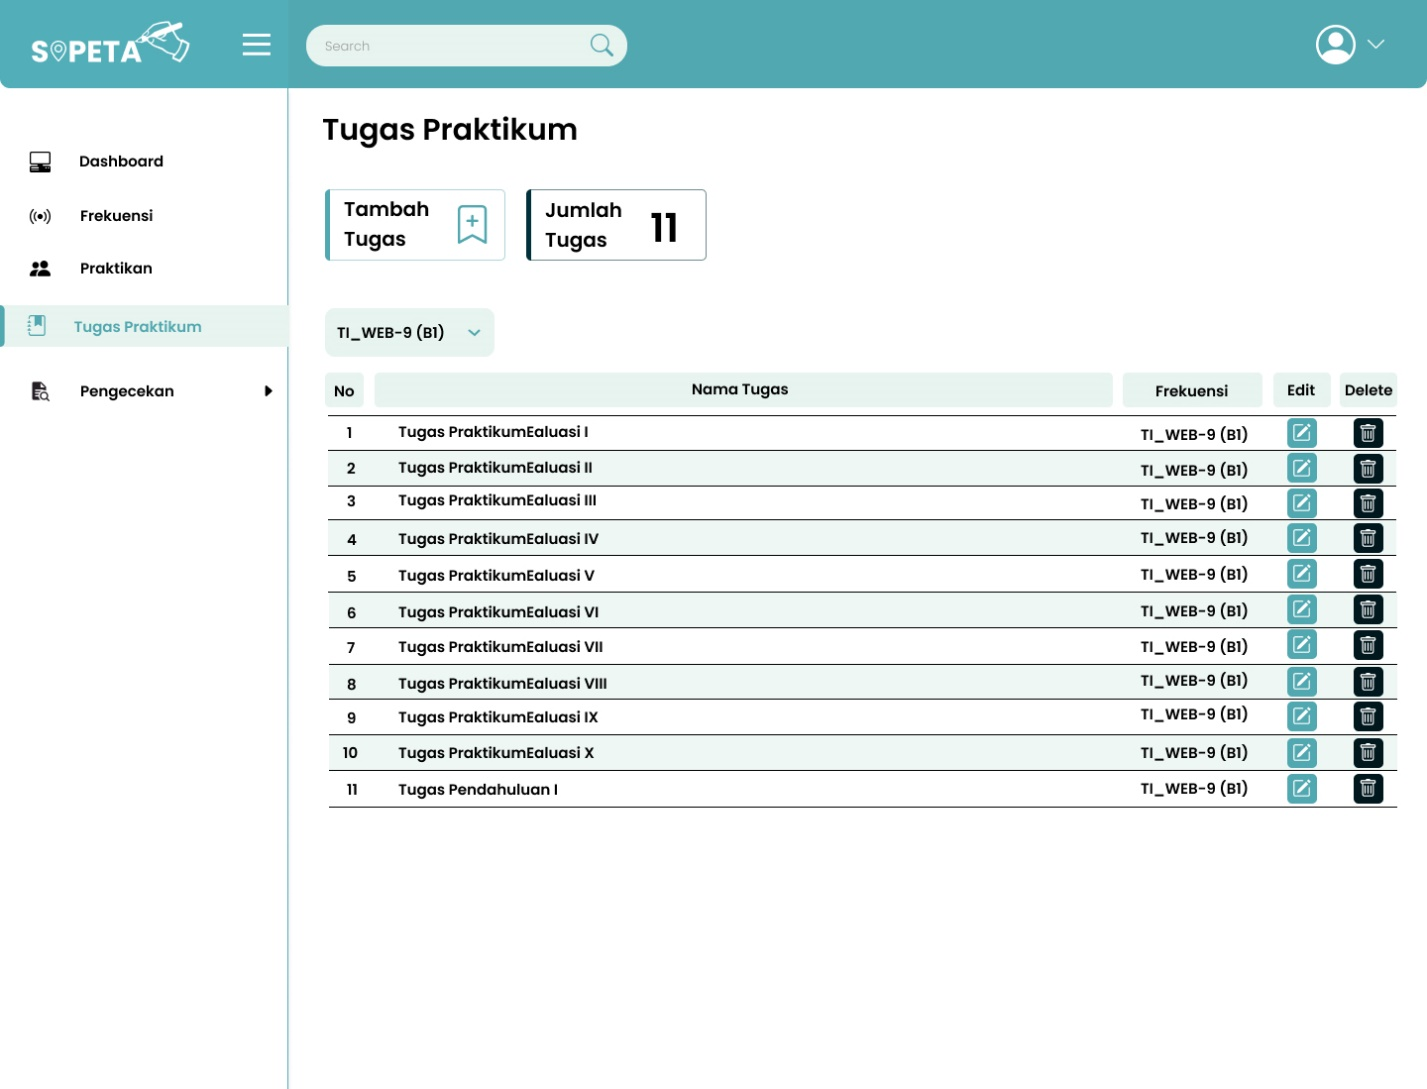 SOPETA
Search
Tugas Praktikum
Dashboard
Frekuensi
Praktikan
Tugas Praktikum
Pengecekan
Tambah
Tugas
Jumlah
Tugas
11
TI_WEB-9 (B1)
No Nama Tugas Frekuensi Edit Delete
1 Tugas PraktikumEaluasi I TI_WEB-9 (B1)
2 Tugas PraktikumEaluasi II TI_WEB-9 (B1)
3 Tugas PraktikumEaluasi III TI_WEB-9 (B1)
4 Tugas PraktikumEaluasi IV TI_WEB-9 (B1)
5 Tugas PraktikumEaluasi V TI_WEB-9 (B1)
6 Tugas PraktikumEaluasi VI TI_WEB-9 (B1)
7 Tugas PraktikumEaluasi VII TI_WEB-9 (B1)
8 Tugas PraktikumEaluasi VIII TI_WEB-9 (B1)
9 Tugas PraktikumEaluasi IX TI_WEB-9 (B1)
10 Tugas PraktikumEaluasi X TI_WEB-9 (B1)
11 Tugas Pendahuluan I TI_WEB-9 (B1)